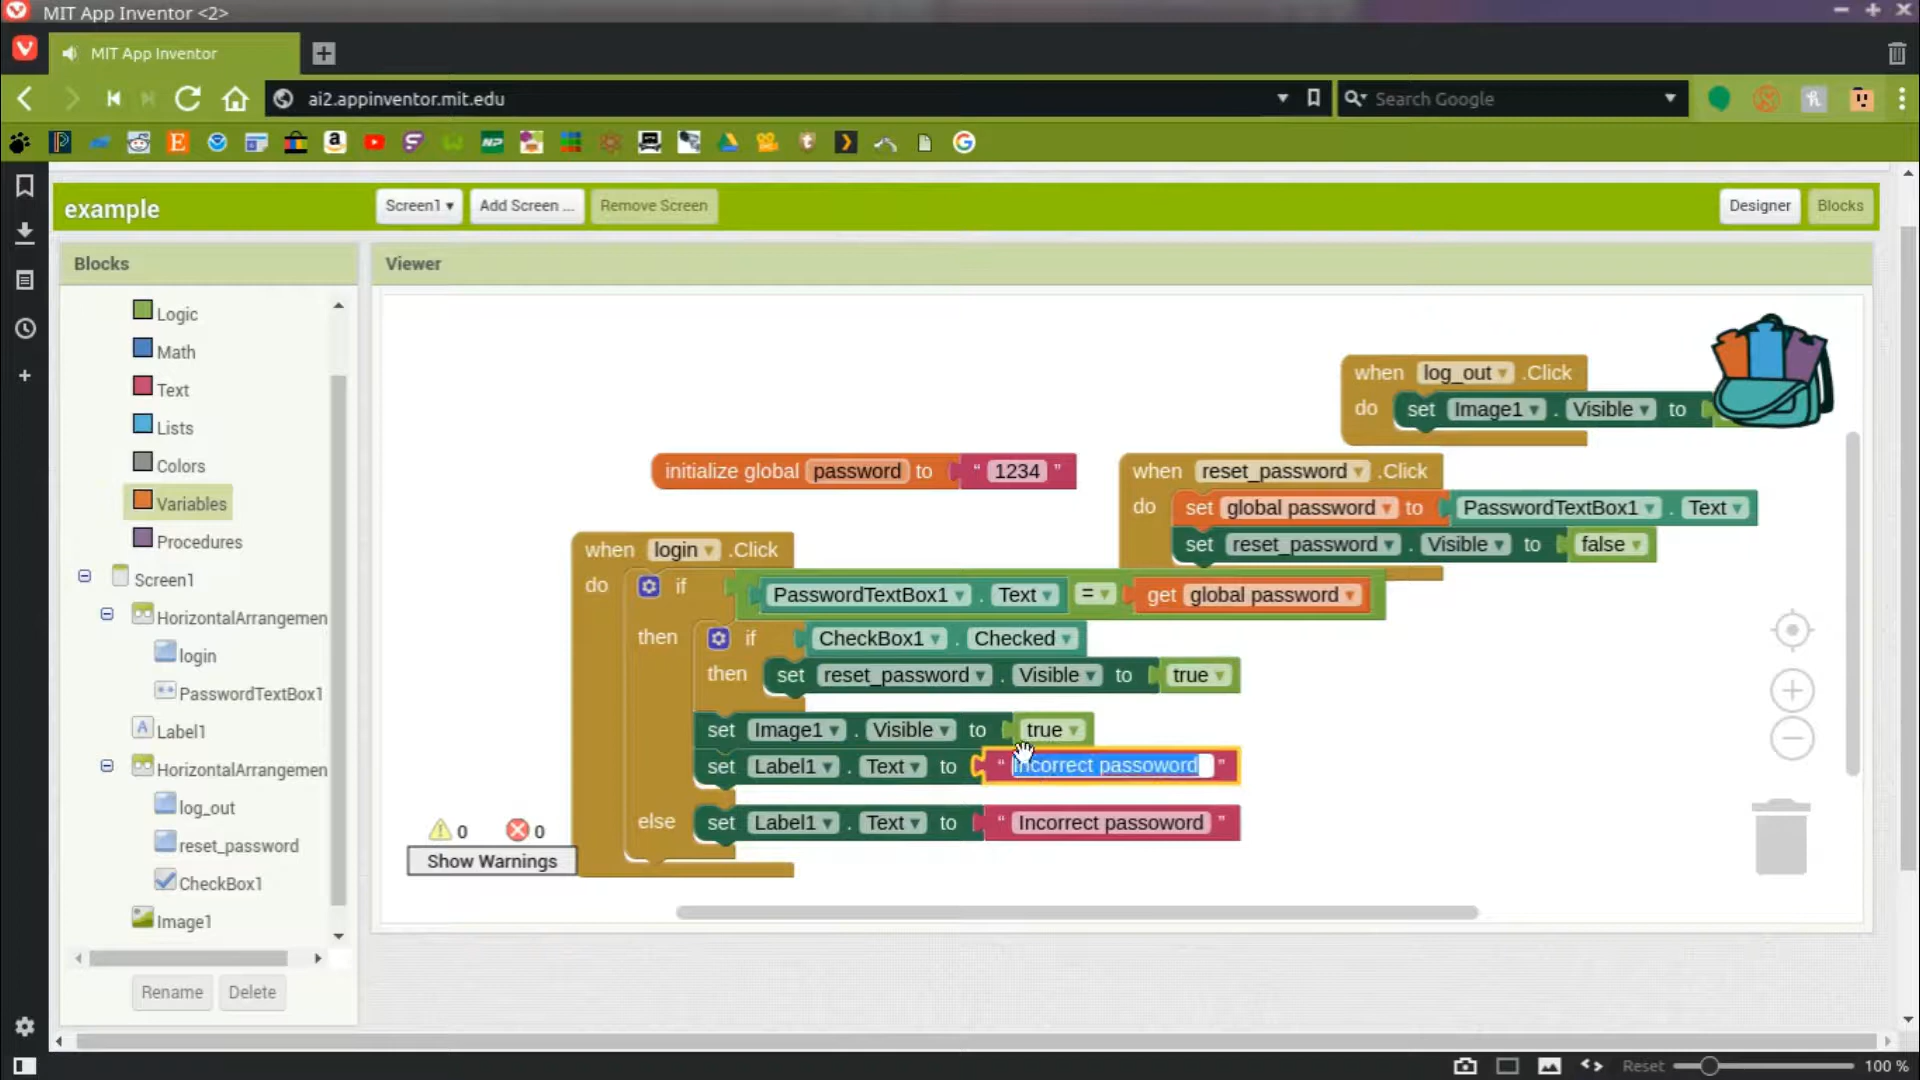 MIT App Inventor <2>
MIT App Inventor
ai2.appinventor.mit.edu
Search Google
example
Screen1
Add Screen ...
Remove Screen
Designer
Blocks
Blocks
Viewer
Logic
Math
Text
Lists
Colors
Variables
Procedures
Screen1
HorizontalArrangemen
login
PasswordTextBox1
Label1
HorizontalArrangemen
log_out
reset_password
CheckBox1
Image1
Rename
Delete
when log_out .Click
do set Image1 . Visible to
initialize global password to “ 1234 ”
when reset_password .Click
do set global password to PasswordTextBox1 . Text
set reset_password . Visible to false
when login .Click
do if PasswordTextBox1 . Text = get global password
then if CheckBox1 . Checked
then set reset_password . Visible to true
set Image1 . Visible to true
set Label1 . Text to “ Incorrect passoword ”
else set Label1 . Text to “ Incorrect passoword ”
0 0
Show Warnings
Reset 100 %